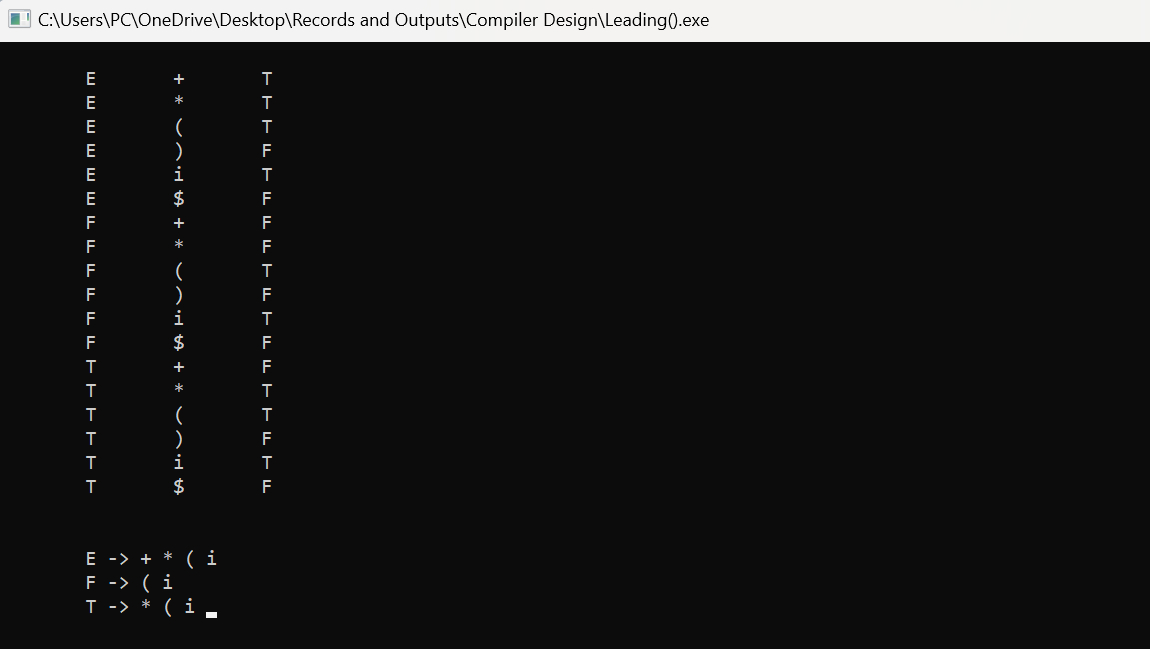 C:\Users\PC\OneDrive\Desktop\Records and Outputs\Compiler Design\Leading().exe
E + T
E * T
E ( T
E ) F
E i T
E $ F
F + F
F * F
F ( T
F ) F
F i T
F $ F
T + F
T * T
T ( T
T ) F
T i T
T $ F
E -> + * ( i
F -> ( i
T -> * ( i